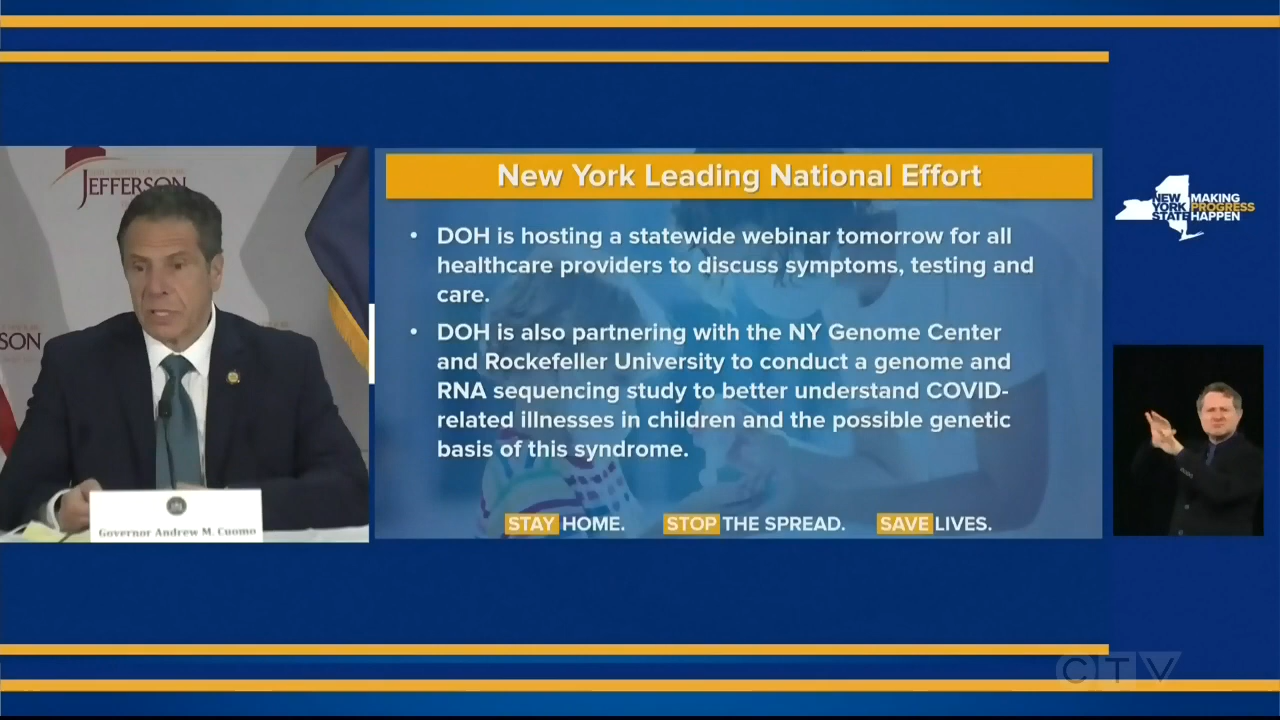 JEFFERSON
SON
Governor Andrew M. Cuomo
New York Leading National Effort
• DOH is hosting a statewide webinar tomorrow for all
healthcare providers to discuss symptoms, testing and
care.
• DOH is also partnering with the NY Genome Center
and Rockefeller University to conduct a genome and
RNA sequencing study to better understand COVID-
related illnesses in children and the possible genetic
basis of this syndrome.
STAY HOME. STOP THE SPREAD. SAVE LIVES.
NEW YORK STATE
MAKING
PROGRESS
HAPPEN
CTV